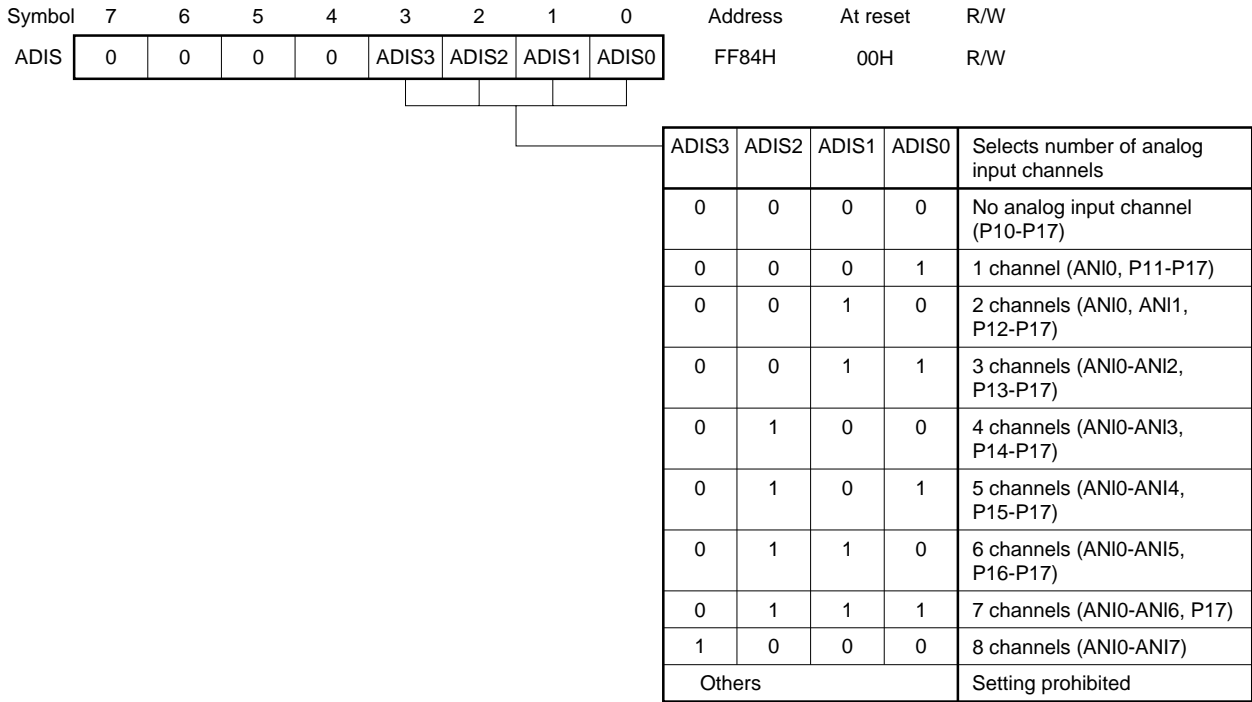 Symbol 7 6 5 4 3 2 1 0 Address At reset R/W
ADIS 0 0 0 0 ADIS3 ADIS2 ADIS1 ADIS0 FF84H 00H R/W
ADIS3 ADIS2 ADIS1 ADIS0 Selects number of analog
input channels
0 0 0 0 No analog input channel
(P10-P17)
0 0 0 1 1 channel (ANI0, P11-P17)
0 0 1 0 2 channels (ANI0, ANI1,
P12-P17)
0 0 1 1 3 channels (ANI0-ANI2,
P13-P17)
0 1 0 0 4 channels (ANI0-ANI3,
P14-P17)
0 1 0 1 5 channels (ANI0-ANI4,
P15-P17)
0 1 1 0 6 channels (ANI0-ANI5,
P16-P17)
0 1 1 1 7 channels (ANI0-ANI6, P17)
1 0 0 0 8 channels (ANI0-ANI7)
Others Setting prohibited